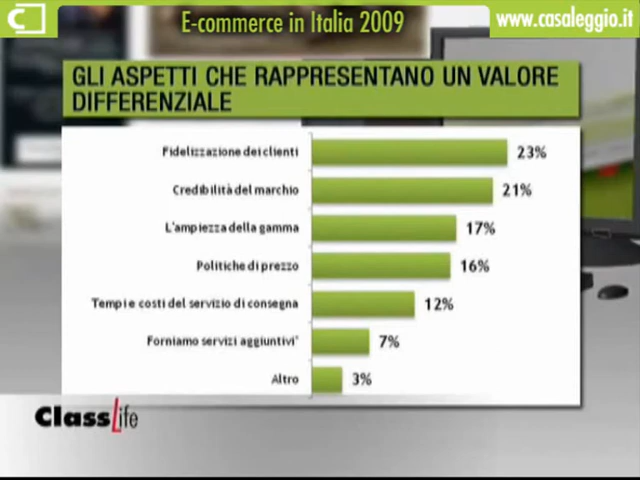 E-commerce in Italia 2009
www.casaleggio.it
GLI ASPETTI CHE RAPPRESENTANO UN VALORE
DIFFERENZIALE
Fidelizzazione dei clienti 23%
Credibilità del marchio 21%
L'ampiezza della gamma 17%
Politiche di prezzo 16%
Tempi e costi del servizio di consegna 12%
Forniamo servizi aggiuntivi' 7%
Altro 3%
ClassLife